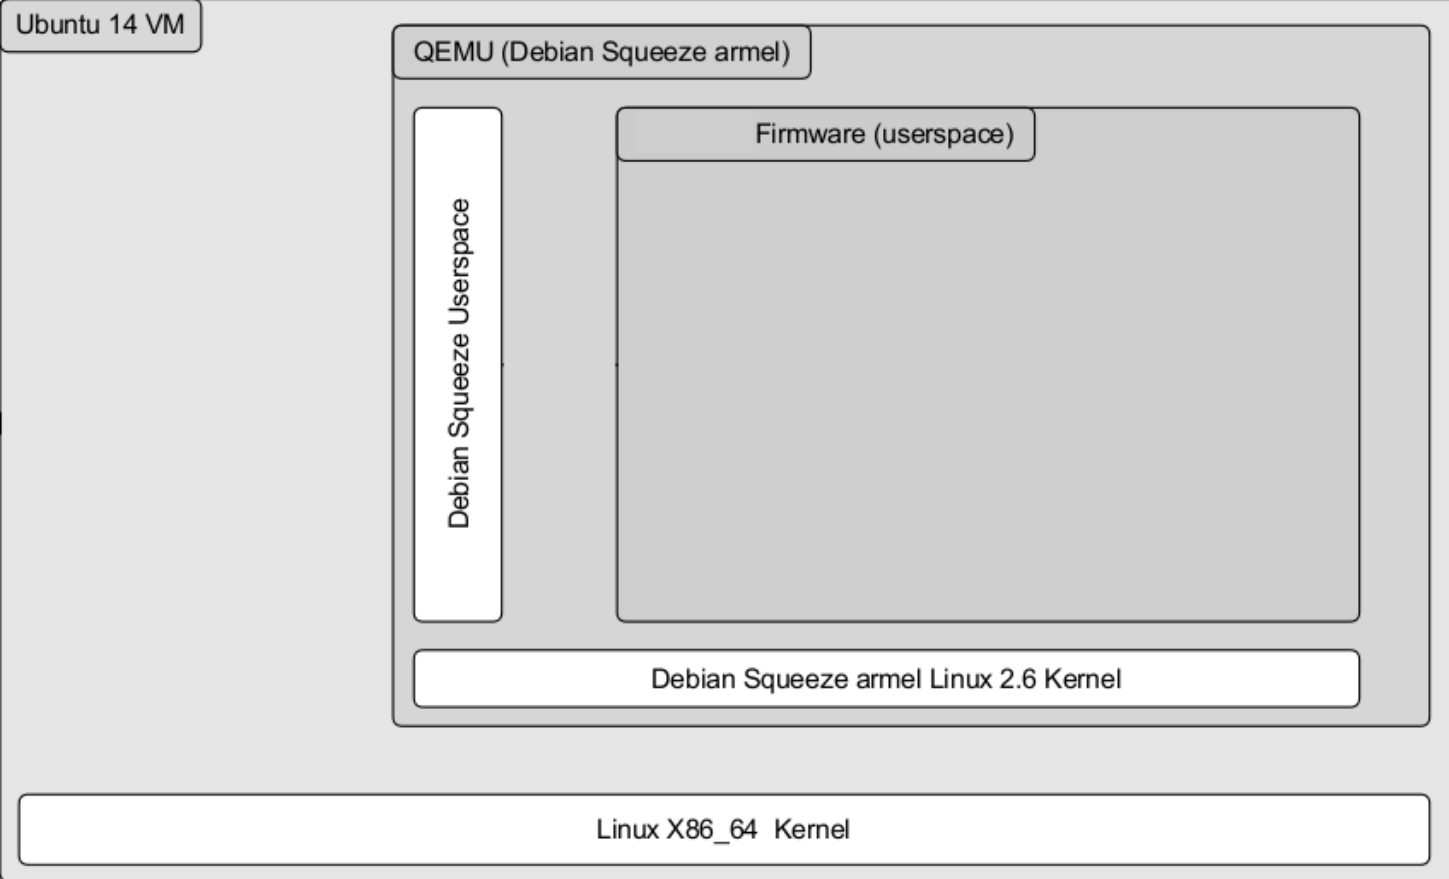 Ubuntu 14 VM
QEMU (Debian Squeeze armel)
Firmware (userspace)
Debian Squeeze Userspace
Debian Squeeze armel Linux 2.6 Kernel
Linux X86_64 Kernel